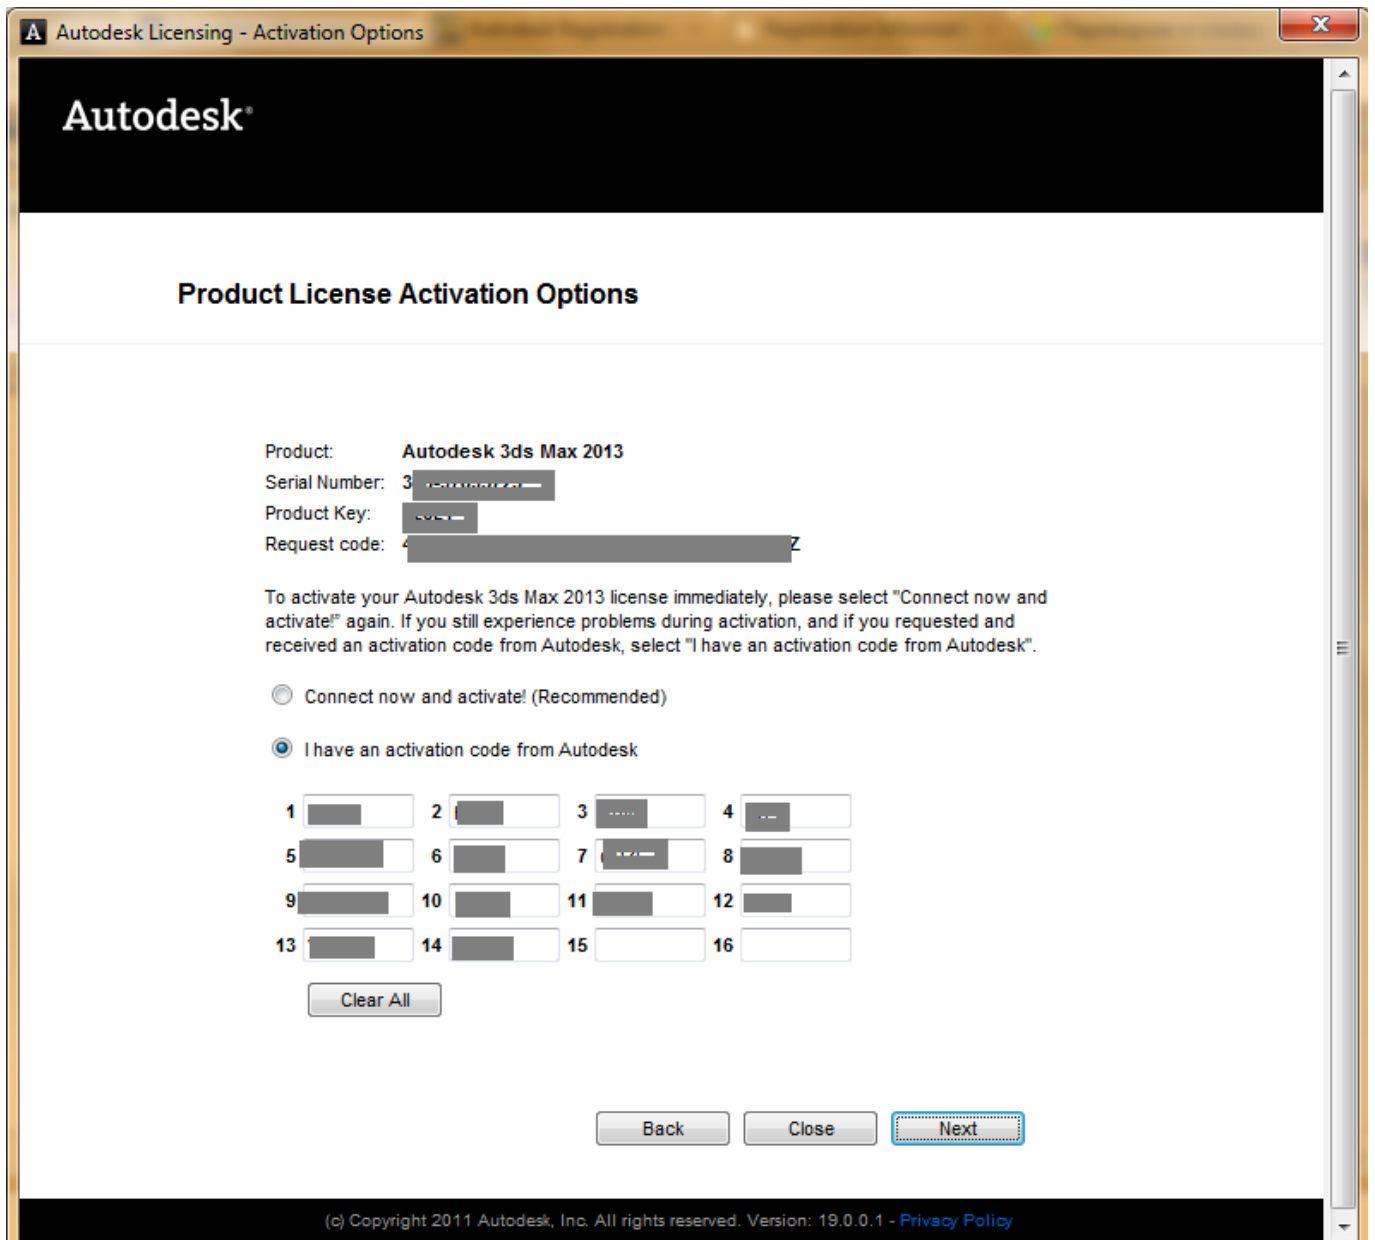 Autodesk Licensing - Activation Options
Autodesk
Product License Activation Options
Product: Autodesk 3ds Max 2013
Serial Number: 3
Product Key:
Request code: 4 Z
To activate your Autodesk 3ds Max 2013 license immediately, please select "Connect now and
activate!" again. If you still experience problems during activation, and if you requested and
received an activation code from Autodesk, select "I have an activation code from Autodesk".
Connect now and activate! (Recommended)
I have an activation code from Autodesk
1 2 3 4
5 6 7 8
9 10 11 12
13 14 15 16
Clear All
Back Close Next
(c) Copyright 2011 Autodesk, Inc. All rights reserved. Version: 19.0.0.1 - Privacy Policy